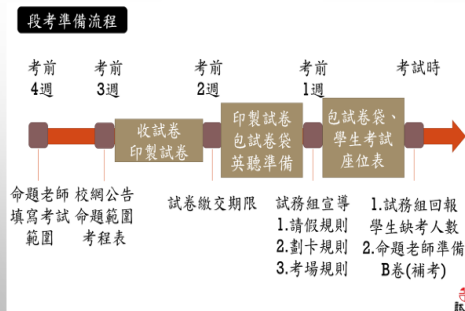 段考準備流程
考前
4週
考前
3週
考前
2週
考前
1週
考試時
收試卷
印製試卷
印製試卷
包試卷袋
英聽準備
包試卷袋、
學生考試
座位表
命題老師
填寫考試
範圍
校網公告
命題範圍
考程表
試卷繳交期限
試務組宣導
1.請假規則
2.劃卡規則
3.考場規則
1.試務組回報
學生缺考人數
2.命題老師準備
B卷(補考)